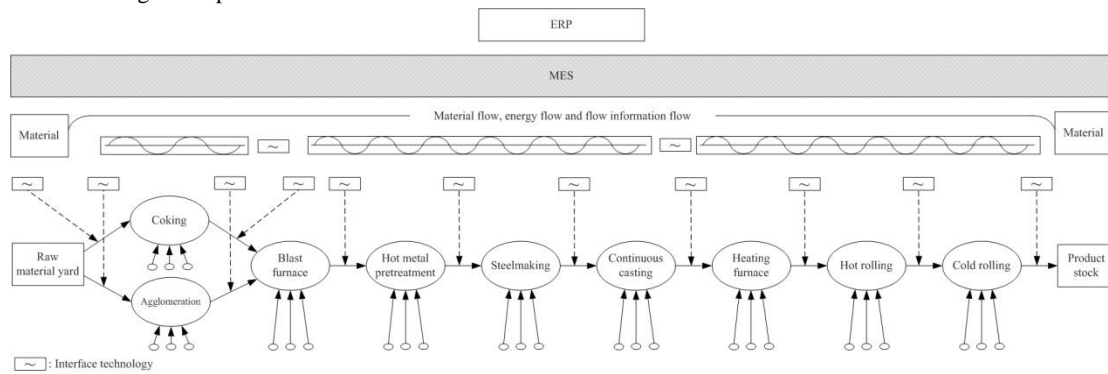 ERP
MES
Material flow, energy flow and flow information flow
Material
Material
~
~
~
~
~
~
~
~
~
~
~
~
~
Coking
Raw
material yard
Agglomeration
Blast
furnace
Hot metal
pretreatment
Steelmaking
Continuous
casting
Heating
furnace
Hot rolling
Cold rolling
Product
stock
~ : Interface technology